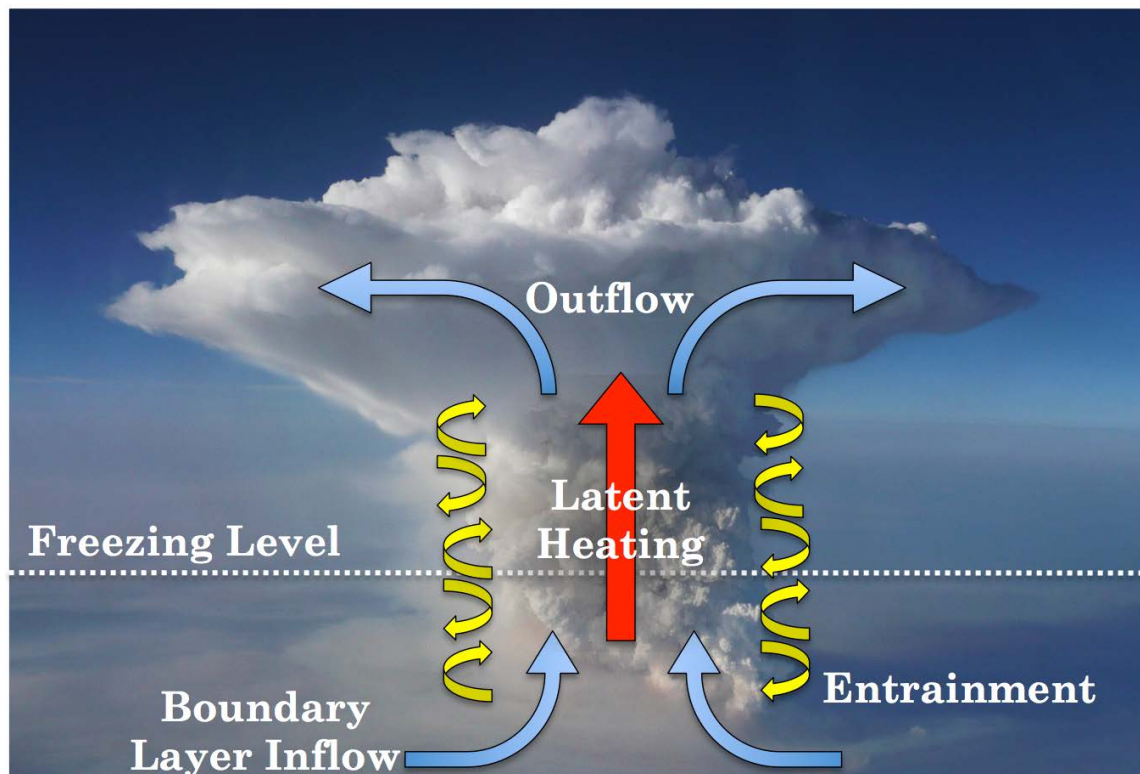 Outflow
Latent
Heating
Freezing Level
Entrainment
Boundary
Layer Inflow